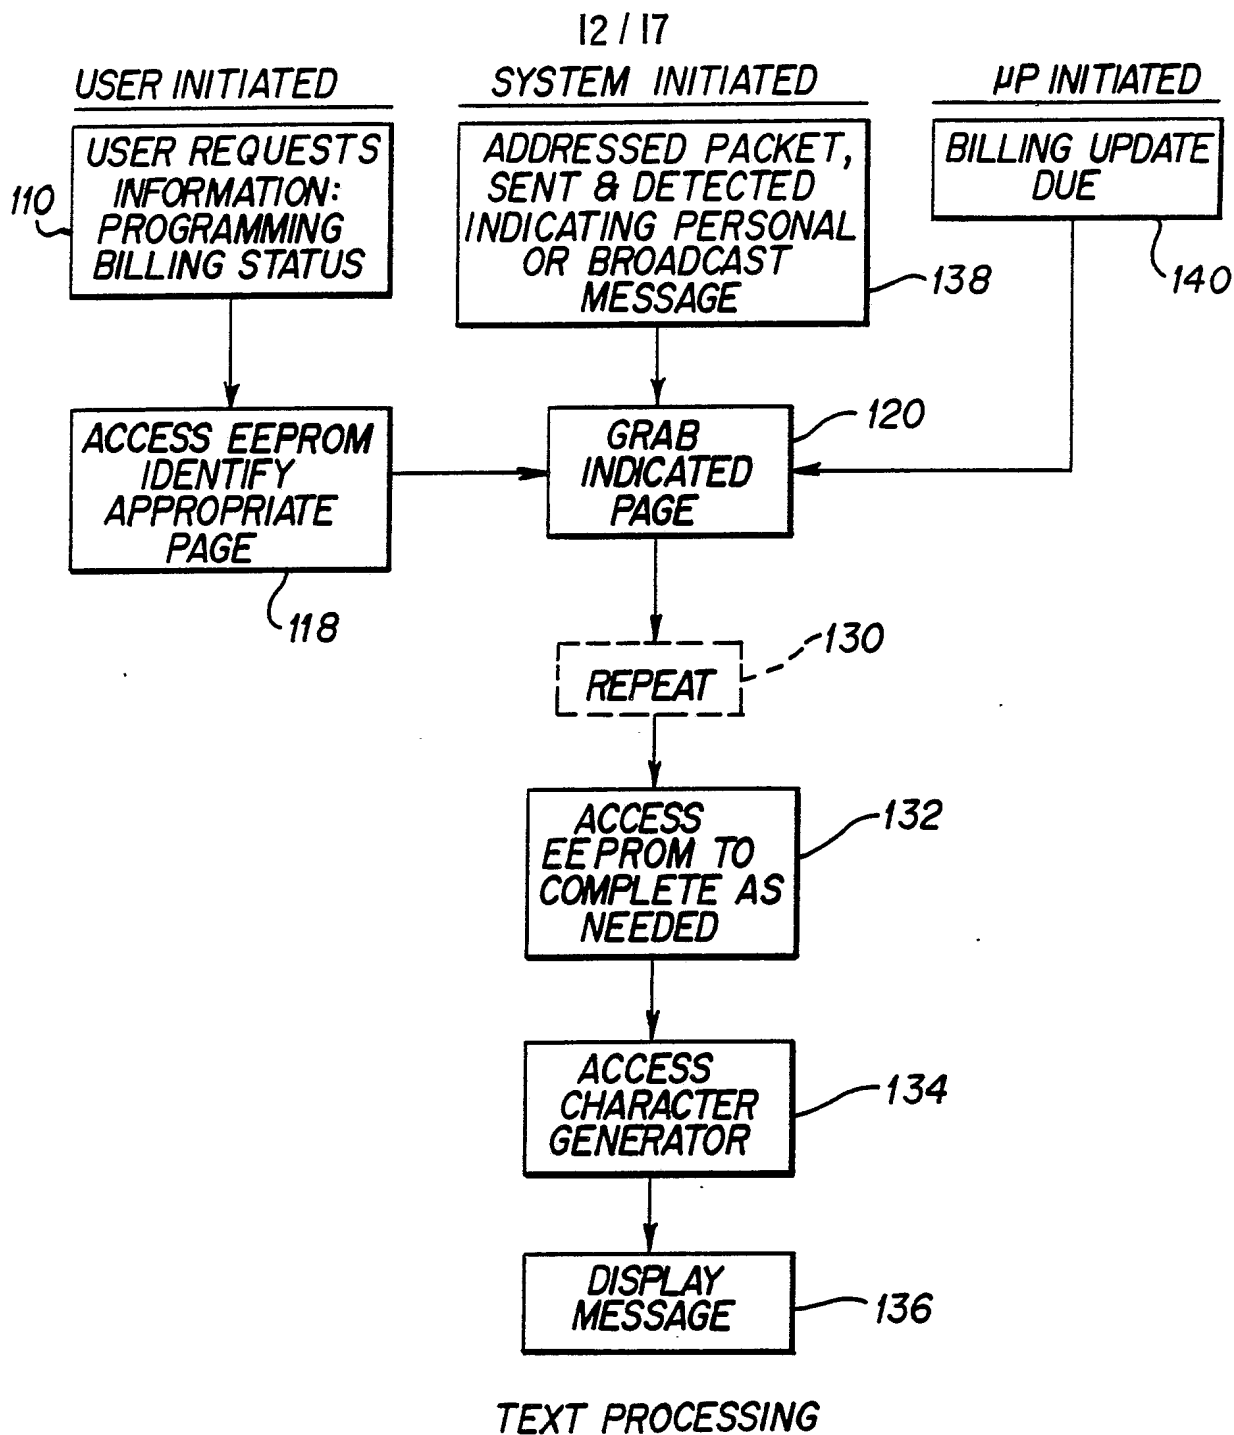 12/17
USER INITIATED
SYSTEM INITIATED
µP INITIATED
USER REQUESTS
INFORMATION:
PROGRAMMING
BILLING STATUS
110
ADDRESSED PACKET,
SENT & DETECTED
INDICATING PERSONAL
OR BROADCAST
MESSAGE
138
BILLING UPDATE
DUE
140
ACCESS EEPROM
IDENTIFY
APPROPRIATE
PAGE
118
GRAB
INDICATED
PAGE
120
REPEAT
130
ACCESS
EEPROM TO
COMPLETE AS
NEEDED
132
ACCESS
CHARACTER
GENERATOR
134
DISPLAY
MESSAGE
136
TEXT PROCESSING